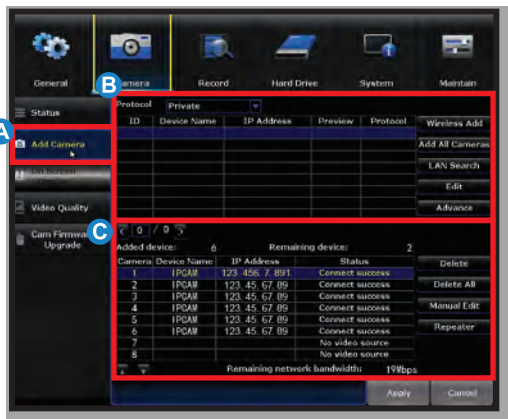 General Camera Record Hard Drive System Maintain
B
Status
Protocol Private
ID Device Name IP Address Preview Protocol
Wireless Add
A
Add Camera
Add All Cameras
On Screen
LAN Search
Edit
Video Quality
Advance
C
Cam Firmware Upgrade
0 / 0
Added device: 6 Remaining device: 2
Camera Device Name IP Address Status
1 IPCAM 123. 456. 7. 891 Connect success
2 IPCAM 123. 45. 67. 89 Connect success
3 IPCAM 123. 45. 67. 89 Connect success
4 IPCAM 123. 45. 67. 89 Connect success
5 IPCAM 123. 45. 67. 89 Connect success
6 IPCAM 123. 45. 67. 89 Connect success
7 No video source
8 No video source
Delete
Delete All
Manual Edit
Repeater
Remaining network bandwidth: 19Mbps
Apply Cancel